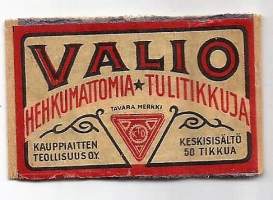 VALIO
HEHKUMATTOMIA ★ TULITIKKUJA
TAVARA MERKKI
KAUPPIAITTEN
TEOLLISUUS OY.
KESKISISÄLTÖ
50 TIKKUA